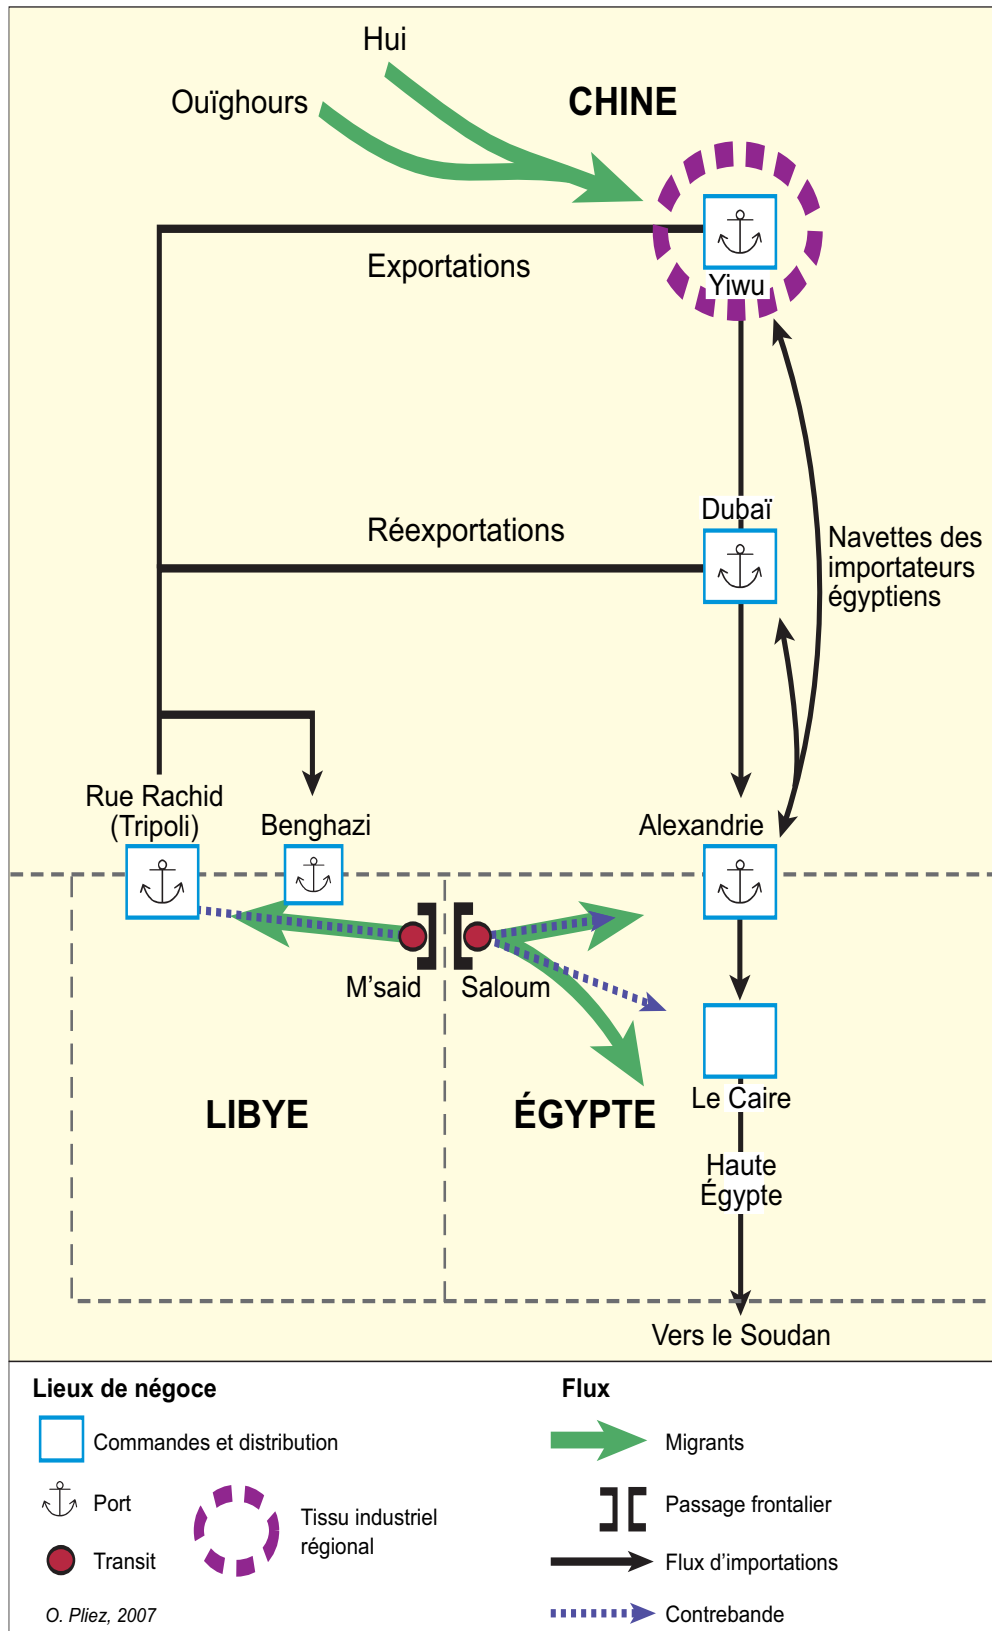 Hui
Ouïghours
CHINE
Yiwu
Exportations
Dubaï
Réexportations
Navettes des
importateurs
égyptiens
Rue Rachid
(Tripoli)
Benghazi
Alexandrie
M'said
Saloum
Le Caire
LIBYE
ÉGYPTE
Haute
Égypte
Vers le Soudan
Lieux de négoce
Commandes et distribution
Port
Tissu industriel
régional
Transit
O. Pliez, 2007
Flux
Migrants
Passage frontalier
Flux d'importations
Contrebande